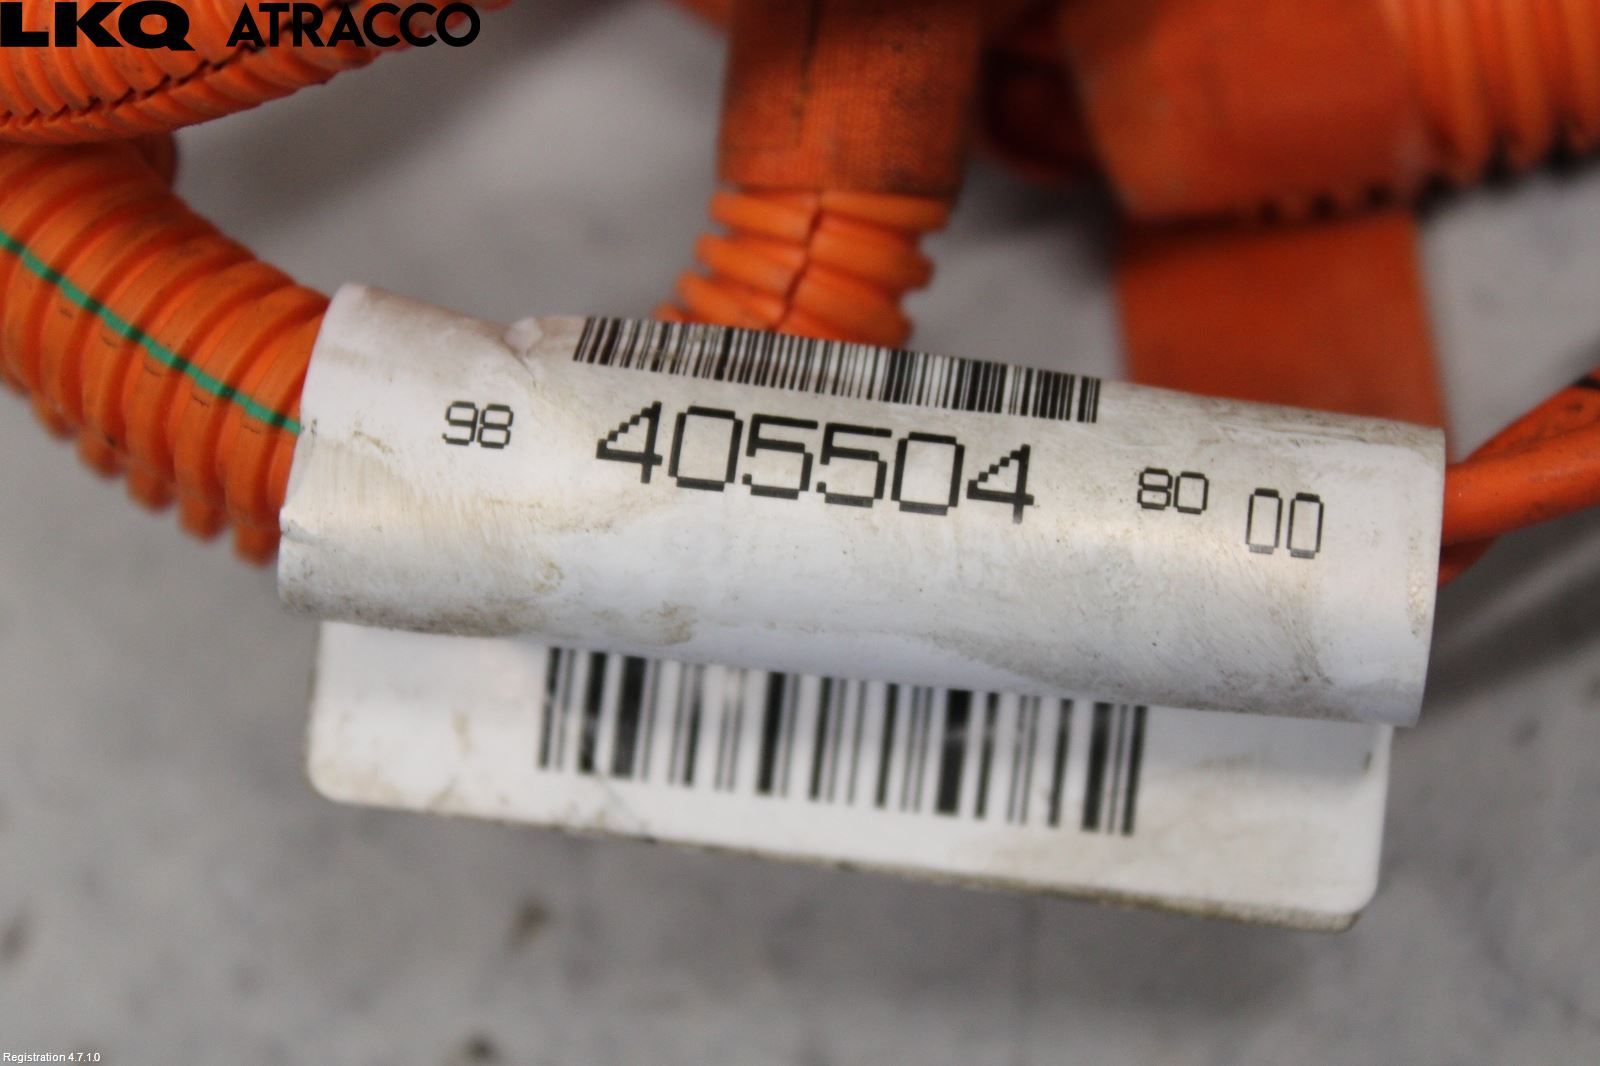 LKQ ATRACCO
98 405504 80 00
Registration 4.7.1.0